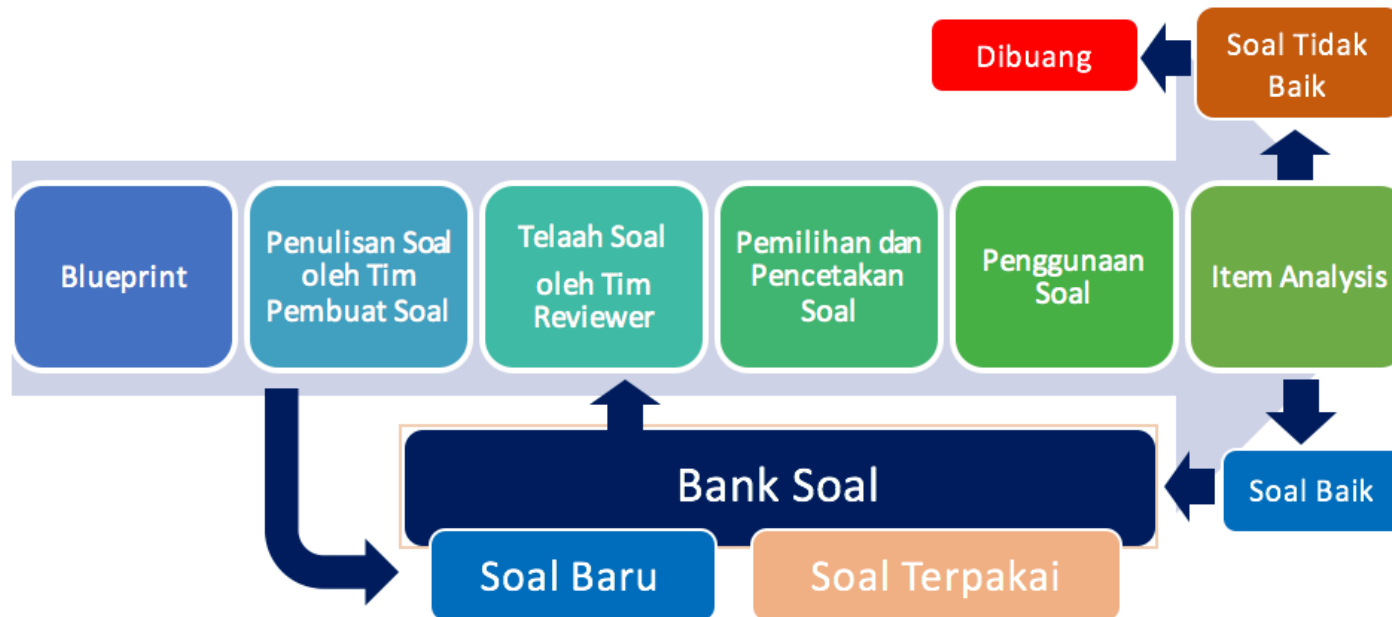 Dibuang
Soal Tidak
Baik
Blueprint
Penulisan Soal
oleh Tim
Pembuat Soal
Telaah Soal
oleh Tim
Reviewer
Pemilihan dan
Pencetakan
Soal
Penggunaan
Soal
Item Analysis
Bank Soal
Soal Baik
Soal Baru
Soal Terpakai